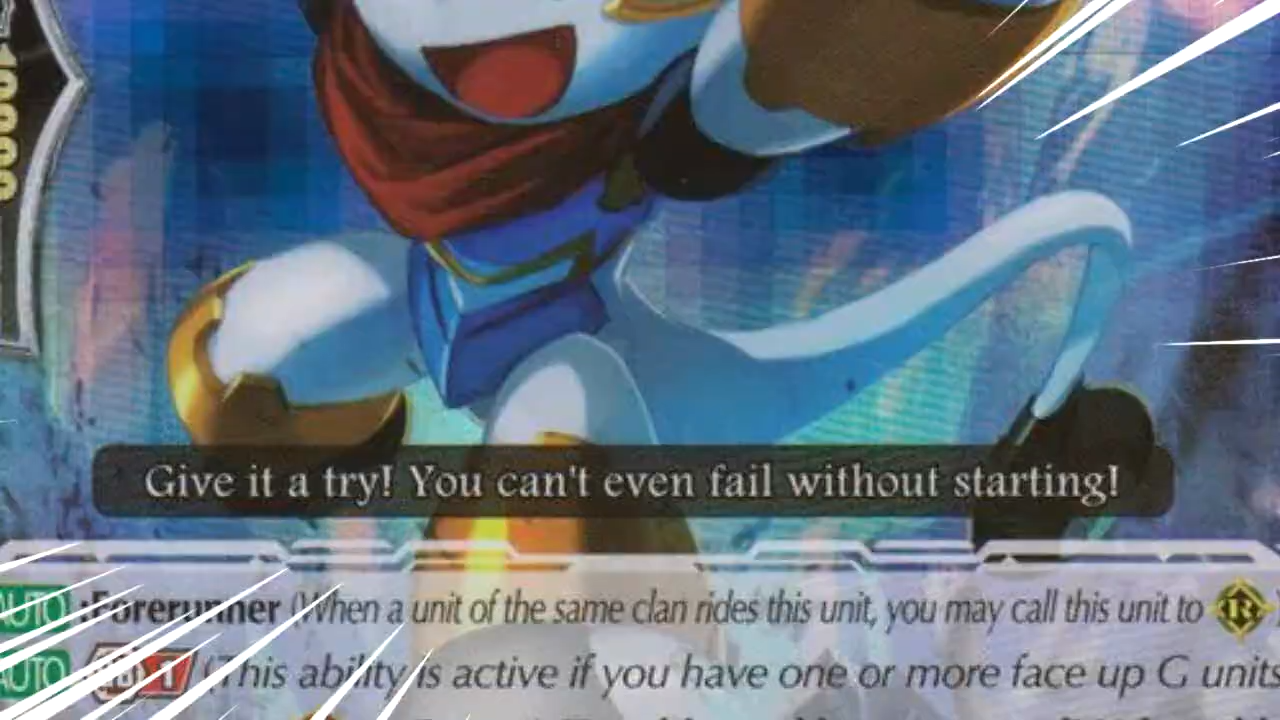 Give it a try! You can't even fail without starting!
AUTO :Forerunner (When a unit of the same clan rides this unit, you may call this unit to R
AUTO (This ability is active if you have one or more face up G units